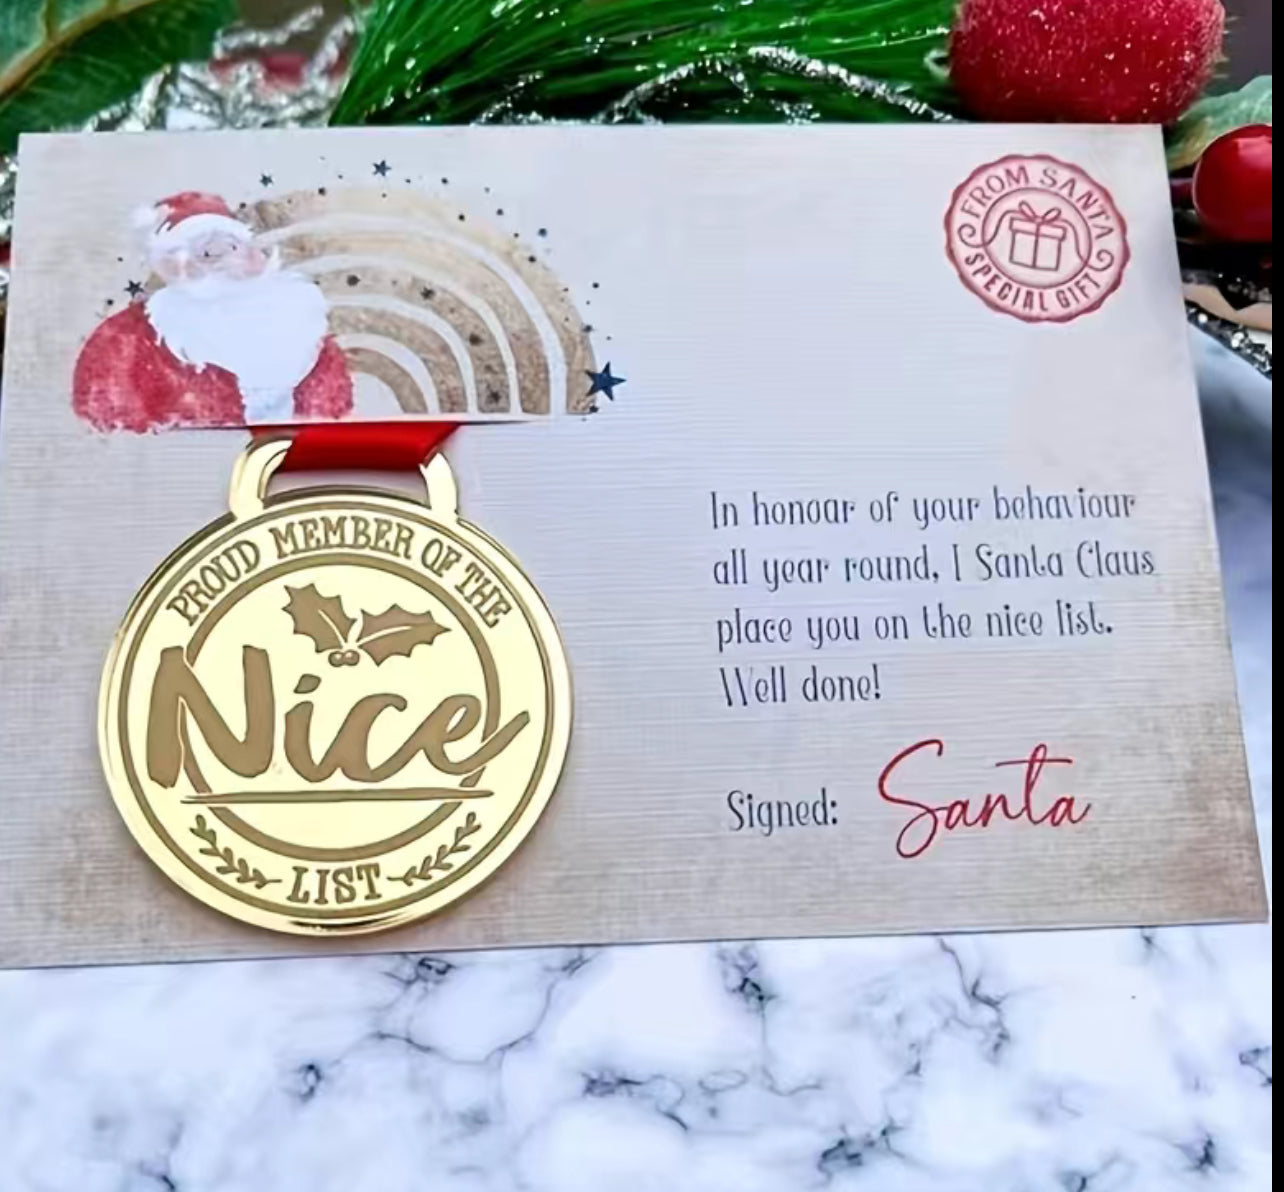 FROM SANTA
SPECIAL GIFT
PROUD MEMBER OF THE
Nice
LIST
In honour of your behaviour
all year round, I Santa Claus
place you on the nice list.
Well done!
Signed: Santa